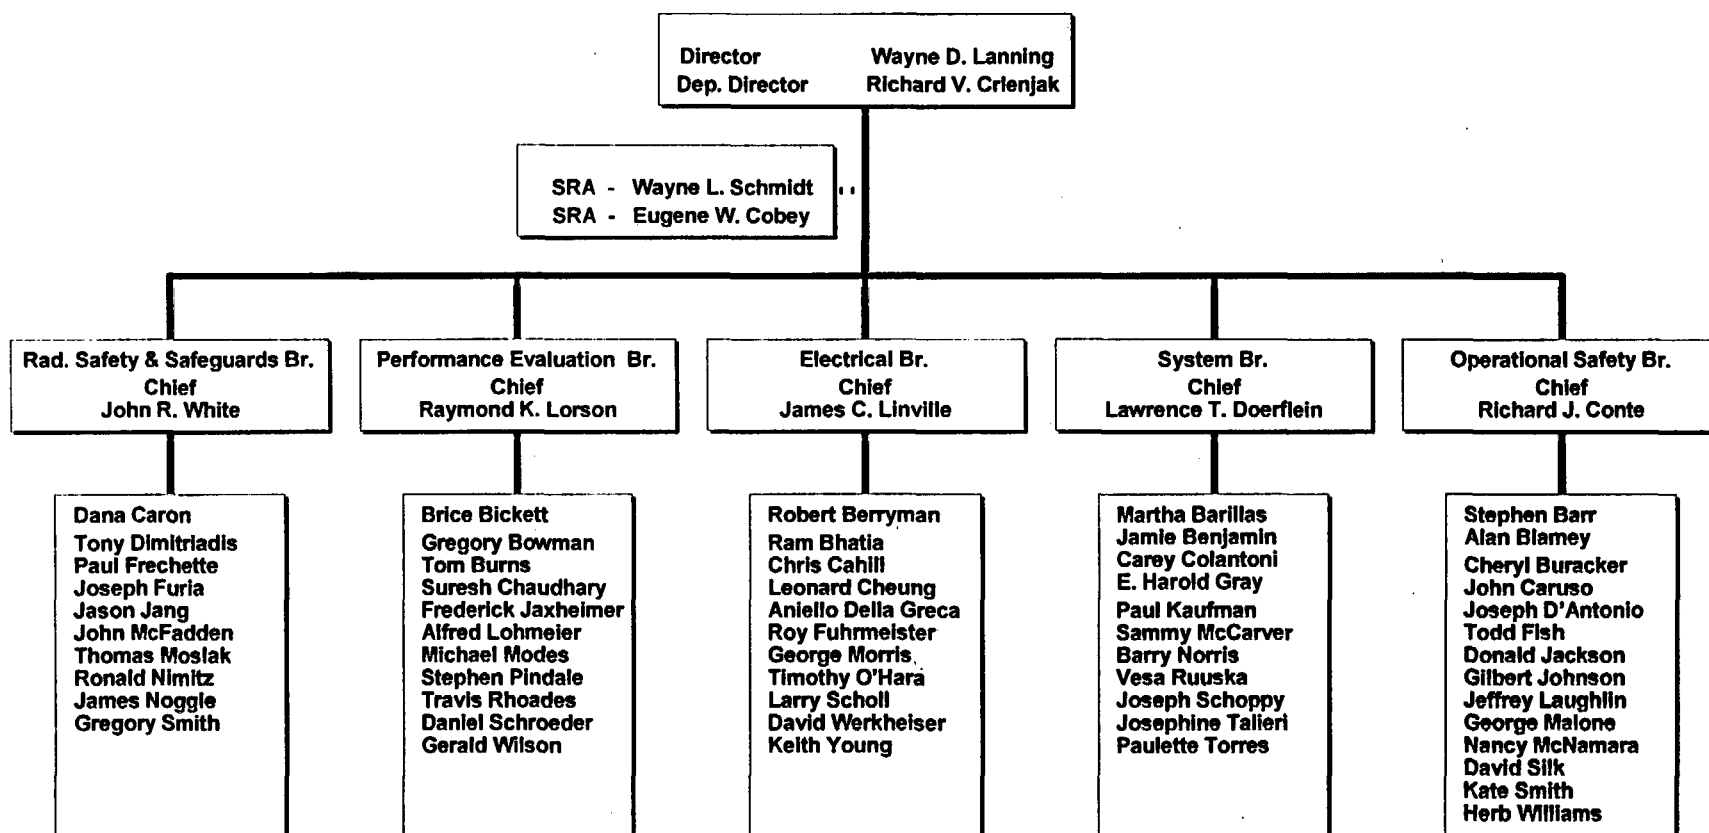 Director Wayne D. Lanning
Dep. Director Richard V. Crlenjak
SRA - Wayne L. Schmidt
SRA - Eugene W. Cobey
Rad. Safety & Safeguards Br.
Chief
John R. White
Performance Evaluation Br.
Chief
Raymond K. Lorson
Electrical Br.
Chief
James C. Linville
System Br.
Chief
Lawrence T. Doerflein
Operational Safety Br.
Chief
Richard J. Conte
Dana Caron
Tony Dimitriadis
Paul Frechette
Joseph Furia
Jason Jang
John McFadden
Thomas Moslak
Ronald Nimitz
James Noggle
Gregory Smith
Brice Bickett
Gregory Bowman
Tom Burns
Suresh Chaudhary
Frederick Jaxheimer
Alfred Lohmeier
Michael Modes
Stephen Pindale
Travis Rhoades
Daniel Schroeder
Gerald Wilson
Robert Berryman
Ram Bhatia
Chris Cahill
Leonard Cheung
Aniello Della Greca
Roy Fuhrmeister
George Morris
Timothy O'Hara
Larry Scholl
David Werkheiser
Keith Young
Martha Barillas
Jamie Benjamin
Carey Colantoni
E. Harold Gray
Paul Kaufman
Sammy McCarver
Barry Norris
Vesa Ruuska
Joseph Schoppy
Josephine Talieri
Paulette Torres
Stephen Barr
Alan Blamey
Cheryl Buracker
John Caruso
Joseph D'Antonio
Todd Fish
Donald Jackson
Gilbert Johnson
Jeffrey Laughlin
George Malone
Nancy McNamara
David Silk
Kate Smith
Herb Williams